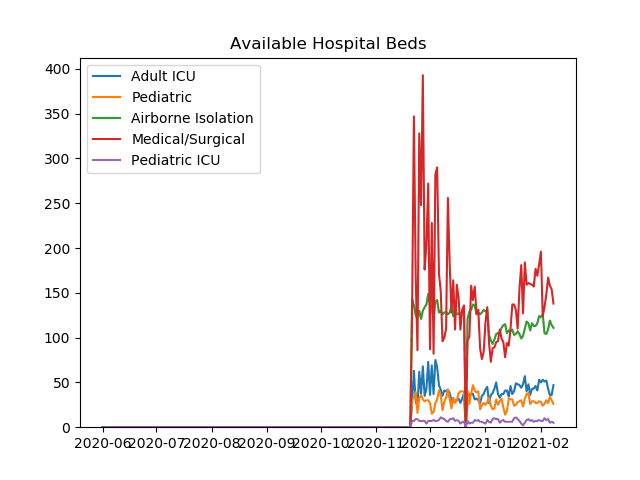 Available Hospital Beds
Adult ICU
Pediatric
Airborne Isolation
Medical/Surgical
Pediatric ICU
400
350
300
250
200
150
100
50
0
2020-06 2020-07 2020-08 2020-09 2020-10 2020-11 2020-12 2021-01 2021-02